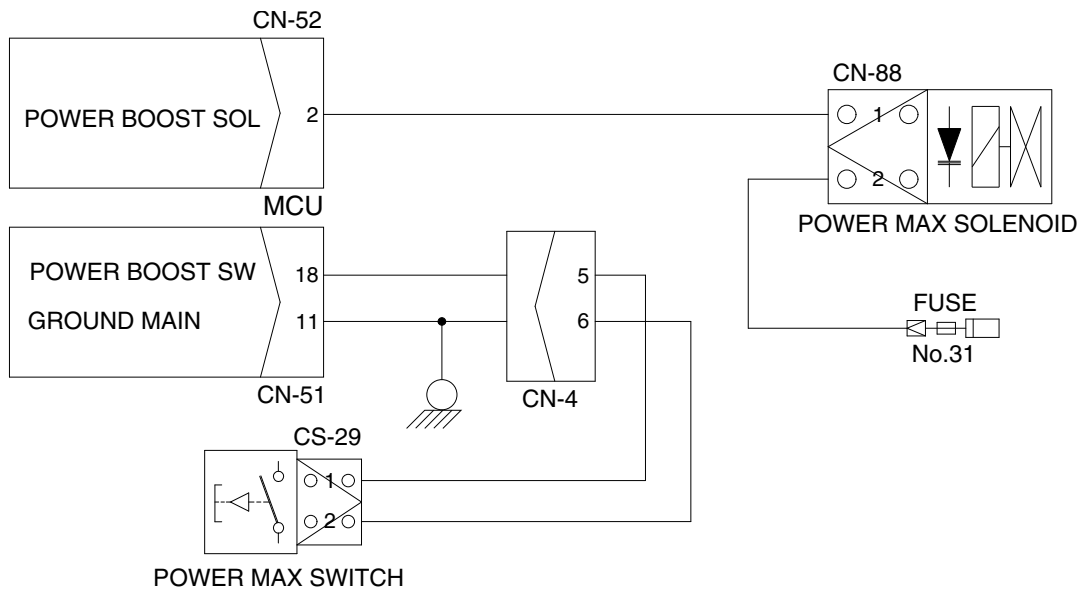 CN-52
POWER BOOST SOL 2
MCU
CN-88
1
2
POWER MAX SOLENOID
POWER BOOST SW 18
GROUND MAIN 11
CN-51
5
6
CN-4
FUSE
No.31
CS-29
1
2
POWER MAX SWITCH